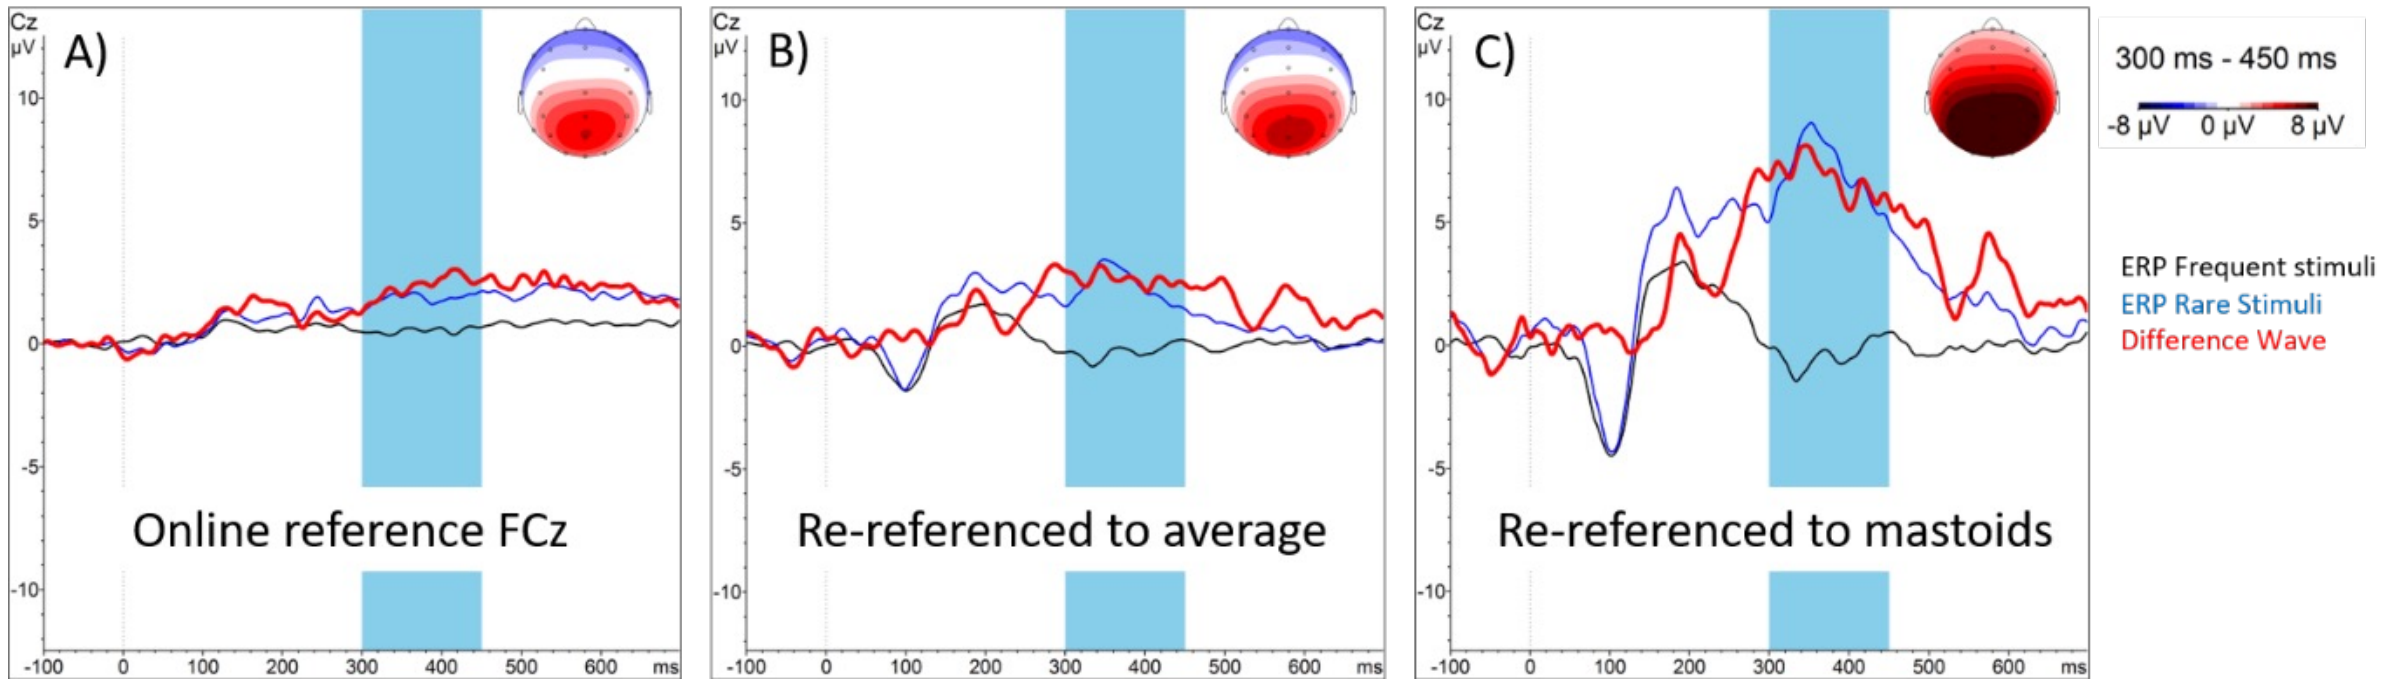 Cz
µV
A)
10
5
0
-5
-10
Online reference FCz
-100 0 100 200 300 400 500 600 ms
Cz
µV
B)
10
5
0
-5
-10
Re-referenced to average
-100 0 100 200 300 400 500 600 ms
Cz
µV
C)
10
5
0
-5
-10
Re-referenced to mastoids
-100 0 100 200 300 400 500 600 ms
300 ms - 450 ms
-8 µV 0 µV 8 µV
ERP Frequent stimuli
ERP Rare Stimuli
Difference Wave